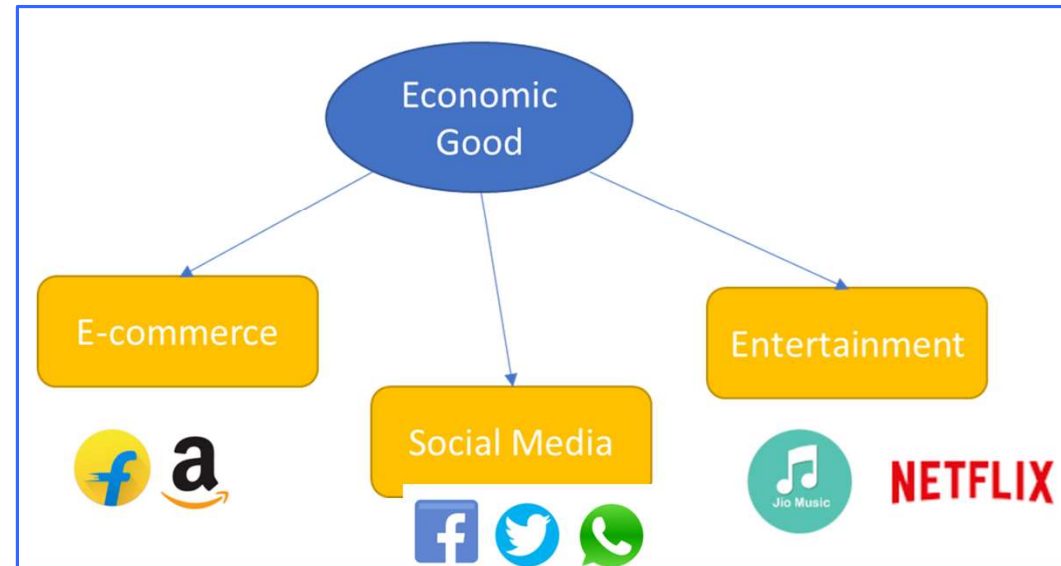 Economic
Good
E-commerce
Entertainment
Social Media
f a
Jio Music
NETFLIX
f